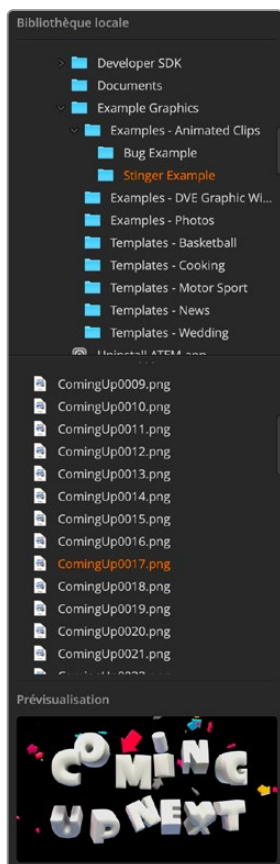 Bibliothèque locale
Developer SDK
Documents
Example Graphics
Examples - Animated Clips
Bug Example
Stinger Example
Examples - DVE Graphic Wi...
Examples - Photos
Templates - Basketball
Templates - Cooking
Templates - Motor Sport
Templates - News
Templates - Wedding
Uninstall ATEM.app
ComingUp0009.png
ComingUp0010.png
ComingUp0011.png
ComingUp0012.png
ComingUp0013.png
ComingUp0014.png
ComingUp0015.png
ComingUp0016.png
ComingUp0017.png
ComingUp0018.png
ComingUp0019.png
ComingUp0020.png
ComingUp0021.png
Prévisualisation
COMiNG
UP NEXT